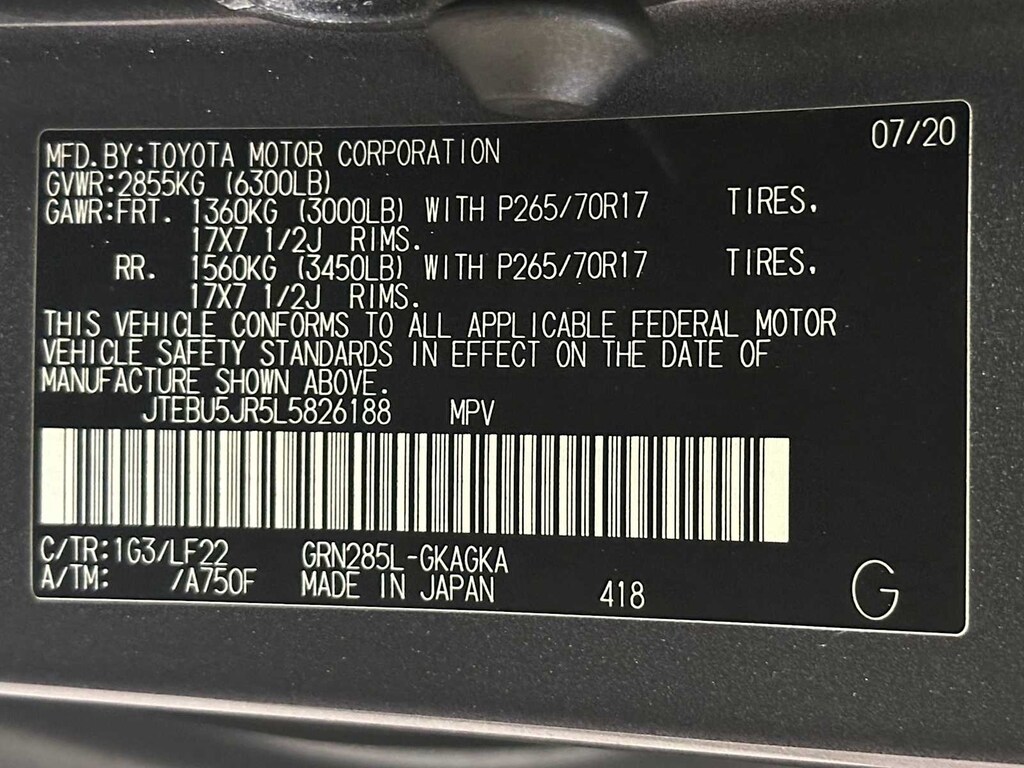 07/20
MFD.BY:TOYOTA MOTOR CORPORATION
GVWR:2855KG (6300LB)
GAWR:FRT. 1360KG (3000LB) WITH P265/70R17 TIRES.
17X7 1/2J RIMS.
RR. 1560KG (3450LB) WITH P265/70R17 TIRES.
17X7 1/2J RIMS.
THIS VEHICLE CONFORMS TO ALL APPLICABLE FEDERAL MOTOR
VEHICLE SAFETY STANDARDS IN EFFECT ON THE DATE OF
MANUFACTURE SHOWN ABOVE.
JTEBU5JR5L5826188 MPV
C/TR:1G3/LF22 GRN285L-GKAGKA
A/TM: /A750F MADE IN JAPAN 418 G